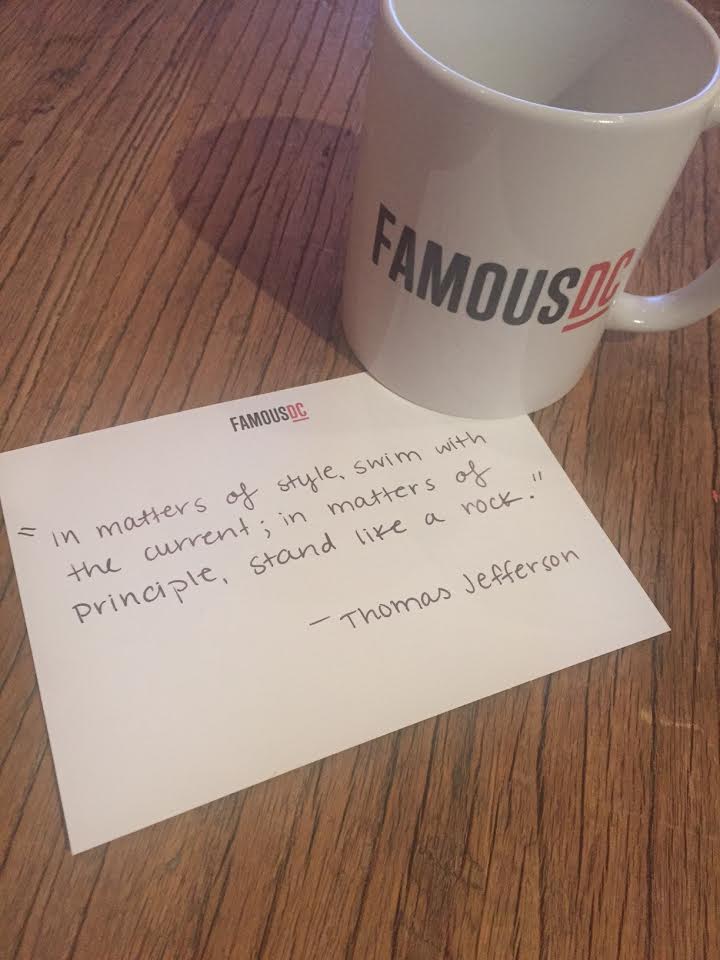 FAMOUSDC
FAMOUSDC
"In matters of style, swim with
the current; in matters of
principle, stand like a rock."
— Thomas Jefferson